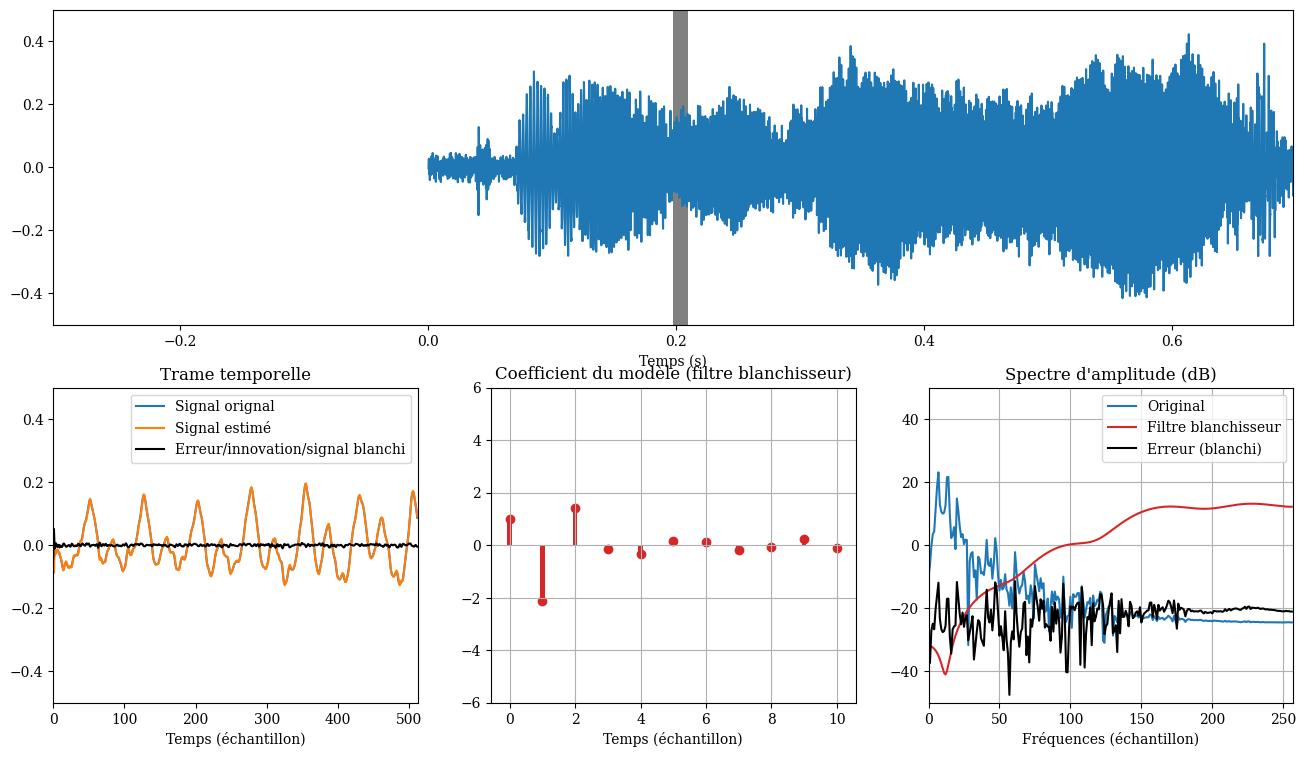 0.4
0.2
0.0
−0.2
−0.4
−0.2 0.0 0.2 0.4 0.6
Temps (s)
Trame temporelle
0.4
0.2
0.0
−0.2
−0.4
Signal orignal
Signal estimé
Erreur/innovation/signal blanchi
0 100 200 300 400 500
Temps (échantillon)
Coefficient du modèle (filtre blanchisseur)
6
4
2
0
−2
−4
−6
0 2 4 6 8 10
Temps (échantillon)
Spectre d'amplitude (dB)
40
20
0
−20
−40
Original
Filtre blanchisseur
Erreur (blanchi)
0 50 100 150 200 250
Fréquences (échantillon)